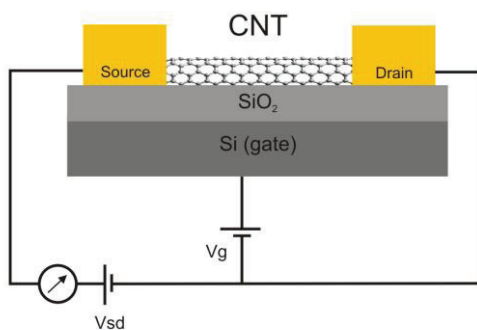 CNT
Source
Drain
SiO₂
Si (gate)
Vg
Vsd